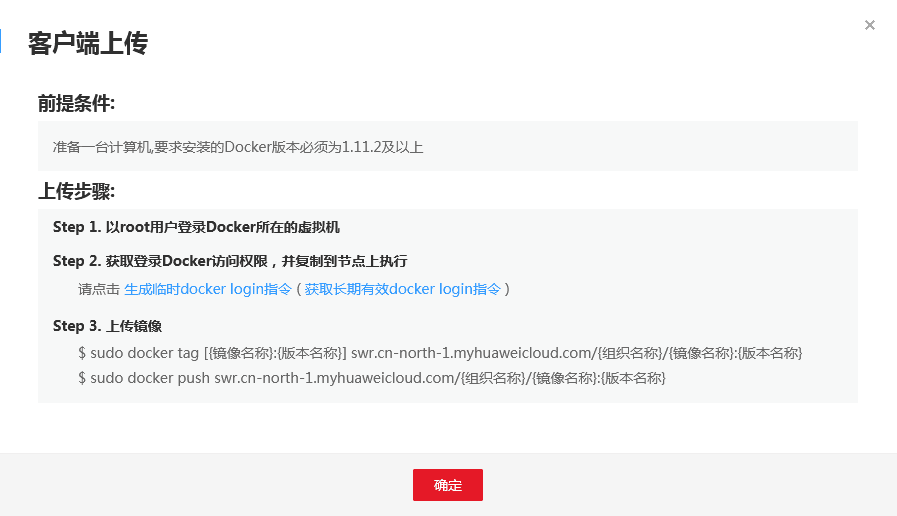 客户端上传
×
前提条件:
准备一台计算机,要求安装的Docker版本必须为1.11.2及以上
上传步骤:
Step 1. 以root用户登录Docker所在的虚拟机
Step 2. 获取登录Docker访问权限，并复制到节点上执行
请点击 生成临时docker login指令 ( 获取长期有效docker login指令 )
Step 3. 上传镜像
$ sudo docker tag [{镜像名称}:{版本名称}] swr.cn-north-1.myhuaweicloud.com/{组织名称}/{镜像名称}:{版本名称}
$ sudo docker push swr.cn-north-1.myhuaweicloud.com/{组织名称}/{镜像名称}:{版本名称}
确定